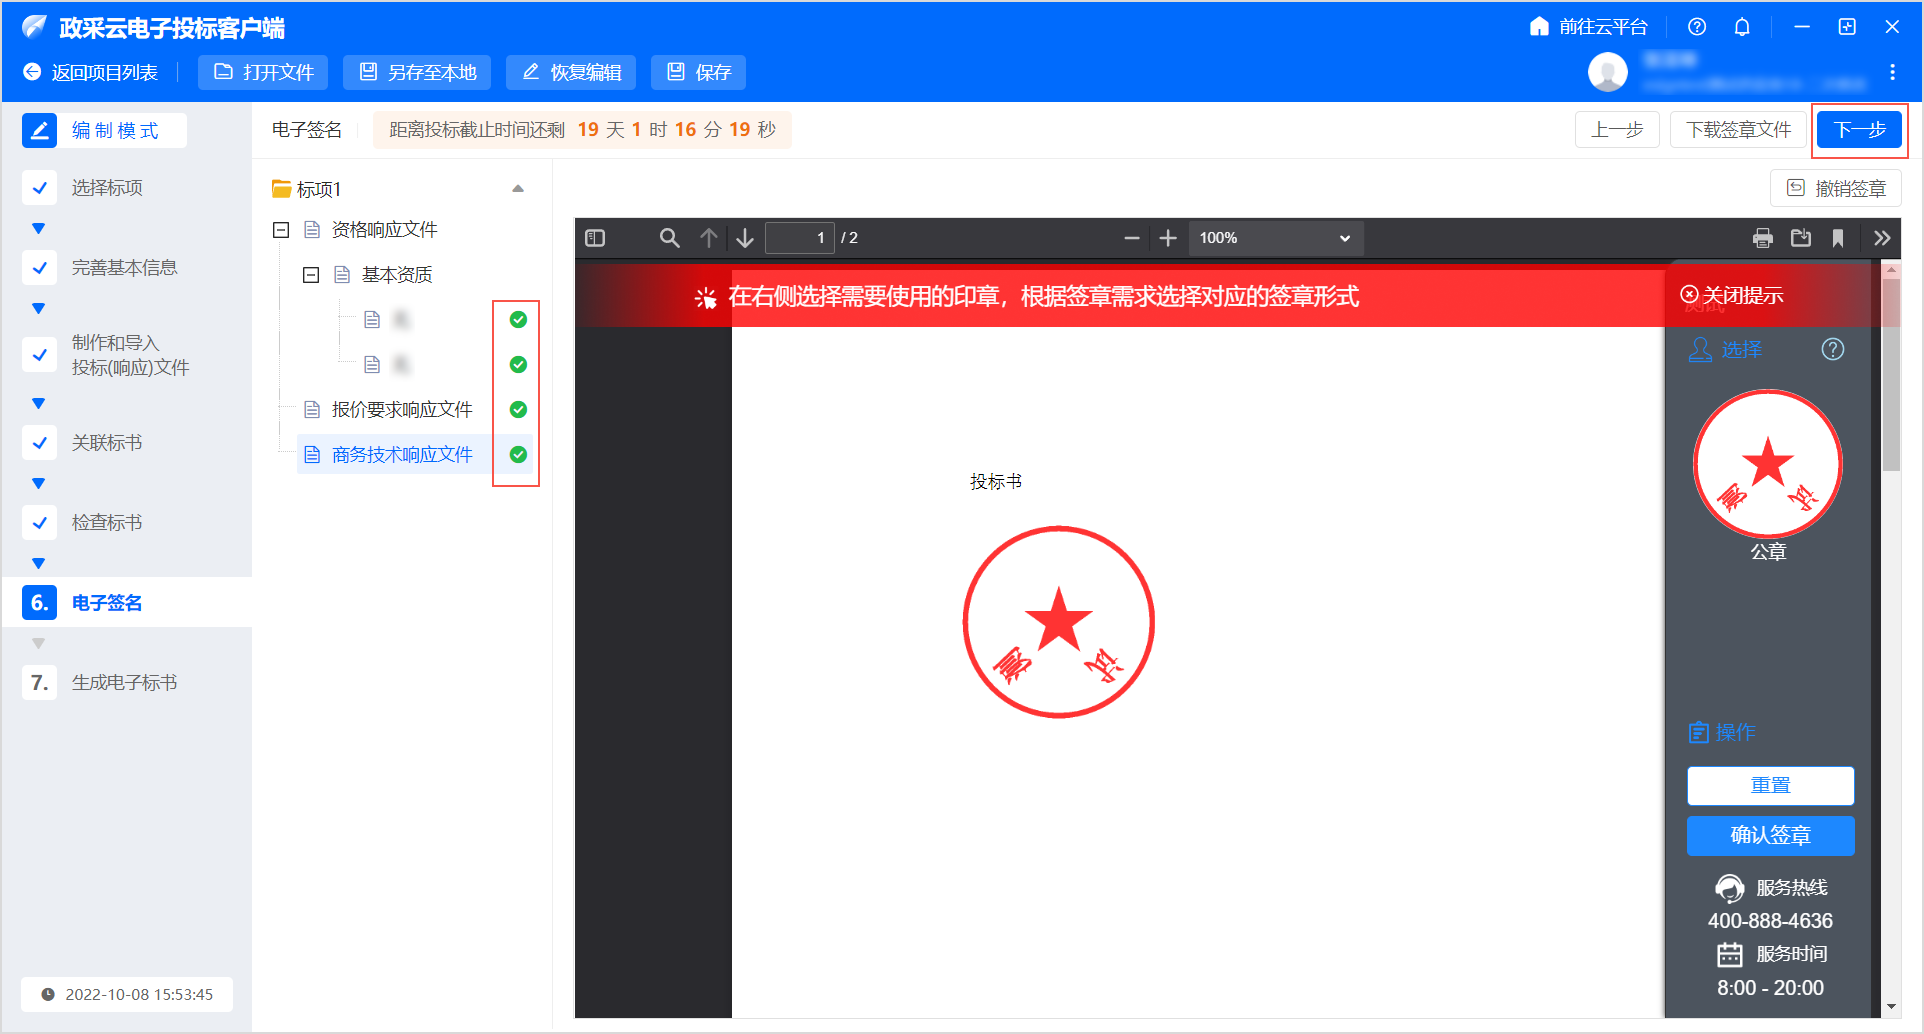 政采云电子投标客户端
前往云平台
返回项目列表
打开文件
另存至本地
恢复编辑
保存
编制模式
选择标项
完善基本信息
制作和导入
投标(响应)文件
关联标书
检查标书
6. 电子签名
7. 生成电子标书
2022-10-08 15:53:45
电子签名
距离投标截止时间还剩 19 天 1 时 16 分 19 秒
上一步
下载签章文件
下一步
标项1
资格响应文件
基本资质
报价要求响应文件
商务技术响应文件
撤销签章
1 / 2
100%
在右侧选择需要使用的印章，根据签章需求选择对应的签章形式
关闭提示
测试
选择
投标书
测试
测试
公章
操作
重置
确认签章
服务热线
400-888-4636
服务时间
8:00 - 20:00